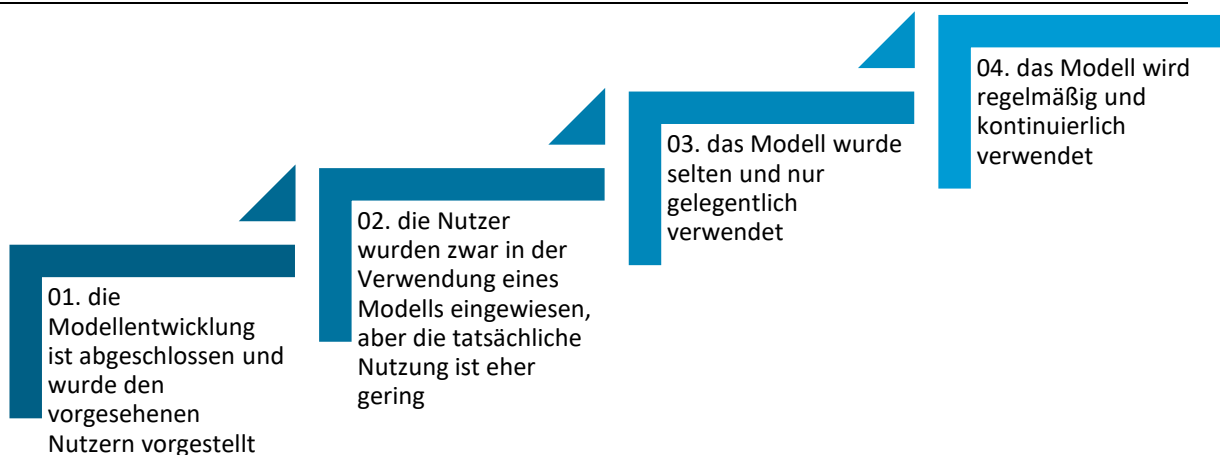 01. die
Modellentwicklung
ist abgeschlossen und
wurde den
vorgesehenen
Nutzern vorgestellt
02. die Nutzer
wurden zwar in der
Verwendung eines
Modells eingewiesen,
aber die tatsächliche
Nutzung ist eher
gering
03. das Modell wurde
selten und nur
gelegentlich
verwendet
04. das Modell wird
regelmäßig und
kontinuierlich
verwendet